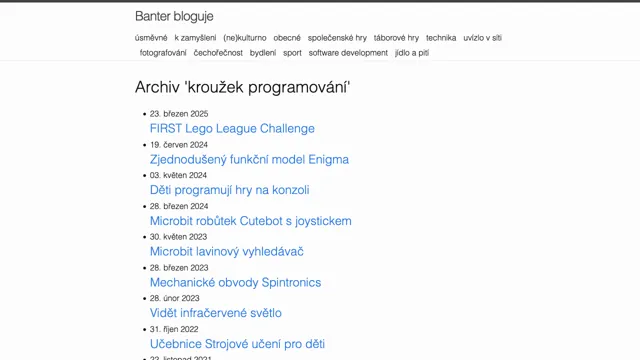 Banter bloguje
úsměvné k zamyšlení (ne)kulturno obecné společenské hry táborové hry technika uvízlo v síti
fotografování čechořečnost bydlení sport software development jídlo a pití
Archiv 'kroužek programování'
23. březen 2025
FIRST Lego League Challenge
19. červen 2024
Zjednodušený funkční model Enigma
03. květen 2024
Děti programují hry na konzoli
28. březen 2024
Microbit robůtek Cutebot s joystickem
30. květen 2023
Microbit lavinový vyhledávač
28. březen 2023
Mechanické obvody Spintronics
28. únor 2023
Vidět infračervené světlo
31. říjen 2022
Učebnice Strojové učení pro děti
22. listopad 2021